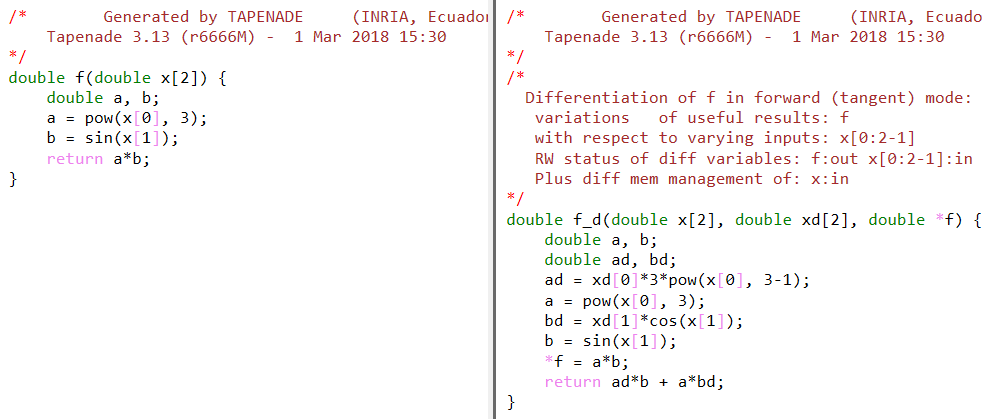 /*        Generated by TAPENADE     (INRIA, Ecuador
    Tapenade 3.13 (r6666M) -  1 Mar 2018 15:30
*/
double f(double x[2]) {
    double a, b;
    a = pow(x[0], 3);
    b = sin(x[1]);
    return a*b;
}
/*        Generated by TAPENADE     (INRIA, Ecuado
    Tapenade 3.13 (r6666M) -  1 Mar 2018 15:30
*/
/*
  Differentiation of f in forward (tangent) mode:
   variations   of useful results: f
   with respect to varying inputs: x[0:2-1]
   RW status of diff variables: f:out x[0:2-1]:in
   Plus diff mem management of: x:in
*/
double f_d(double x[2], double xd[2], double *f) {
    double a, b;
    double ad, bd;
    ad = xd[0]*3*pow(x[0], 3-1);
    a = pow(x[0], 3);
    bd = xd[1]*cos(x[1]);
    b = sin(x[1]);
    *f = a*b;
    return ad*b + a*bd;
}